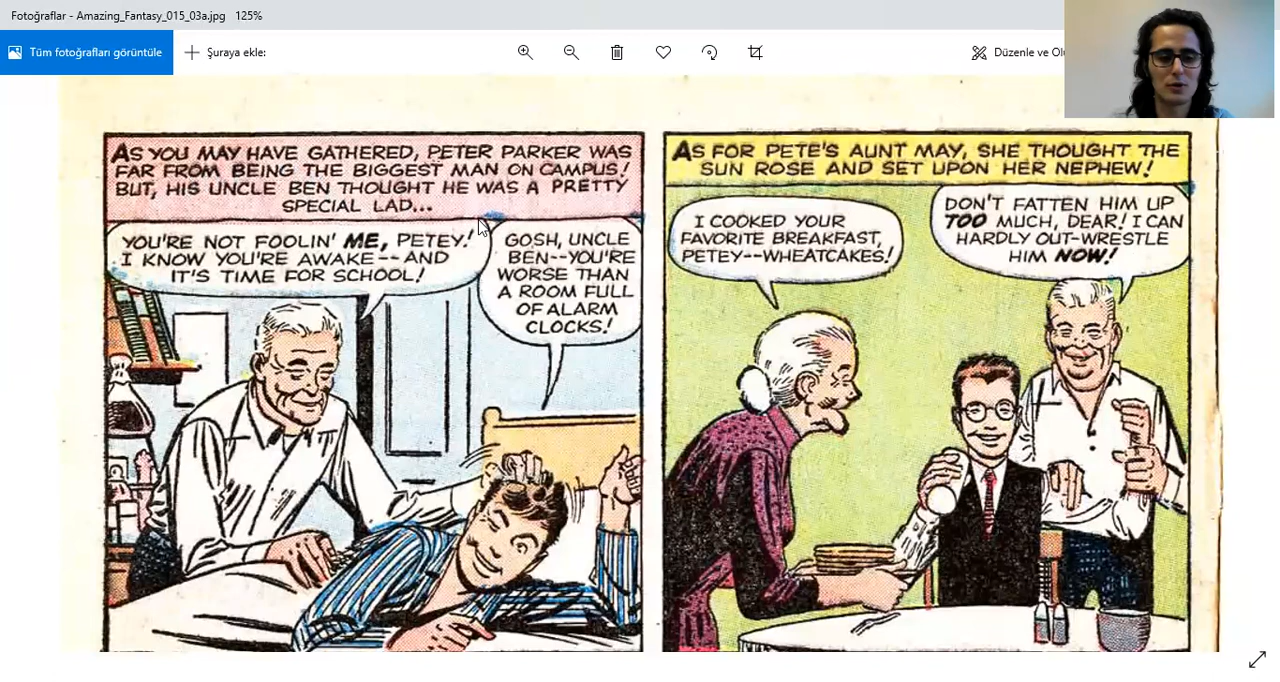 Fotoğraflar - Amazing_Fantasy_015_03a.jpg   125%
Tüm fotoğrafları görüntüle
Şuraya ekle:
Düzenle ve Olu
AS YOU MAY HAVE GATHERED, PETER PARKER WAS
FAR FROM BEING THE BIGGEST MAN ON CAMPUS!
BUT, HIS UNCLE BEN THOUGHT HE WAS A PRETTY
SPECIAL LAD...
YOU'RE NOT FOOLIN' ME, PETEY!
I KNOW YOU'RE AWAKE--AND
IT'S TIME FOR SCHOOL!
GOSH, UNCLE
BEN--YOU'RE
WORSE THAN
A ROOM FULL
OF ALARM
CLOCKS!
AS FOR PETE'S AUNT MAY, SHE THOUGHT THE
SUN ROSE AND SET UPON HER NEPHEW!
I COOKED YOUR
FAVORITE BREAKFAST,
PETEY--WHEATCAKES!
DON'T FATTEN HIM UP
TOO MUCH, DEAR! I CAN
HARDLY OUT-WRESTLE
HIM NOW!